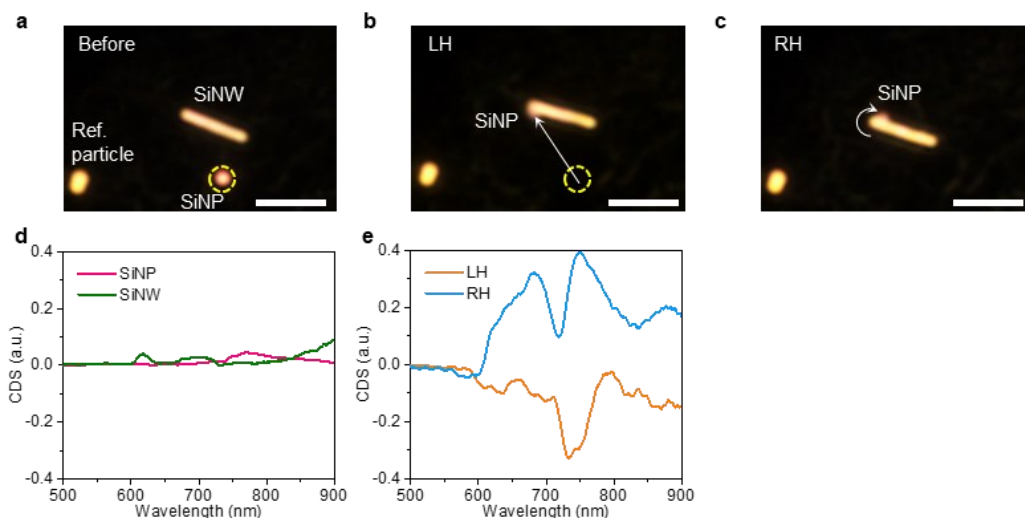 a
Before
SiNW
Ref.
particle
SiNP
b
LH
SiNP
c
RH
SiNP
d
0.4
0.2
0.0
-0.2
-0.4
CDS (a.u.)
SiNP
SiNW
500
600
700
800
900
Wavelength (nm)
e
0.4
0.2
0.0
-0.2
-0.4
CDS (a.u.)
LH
RH
500
600
700
800
900
Wavelength (nm)